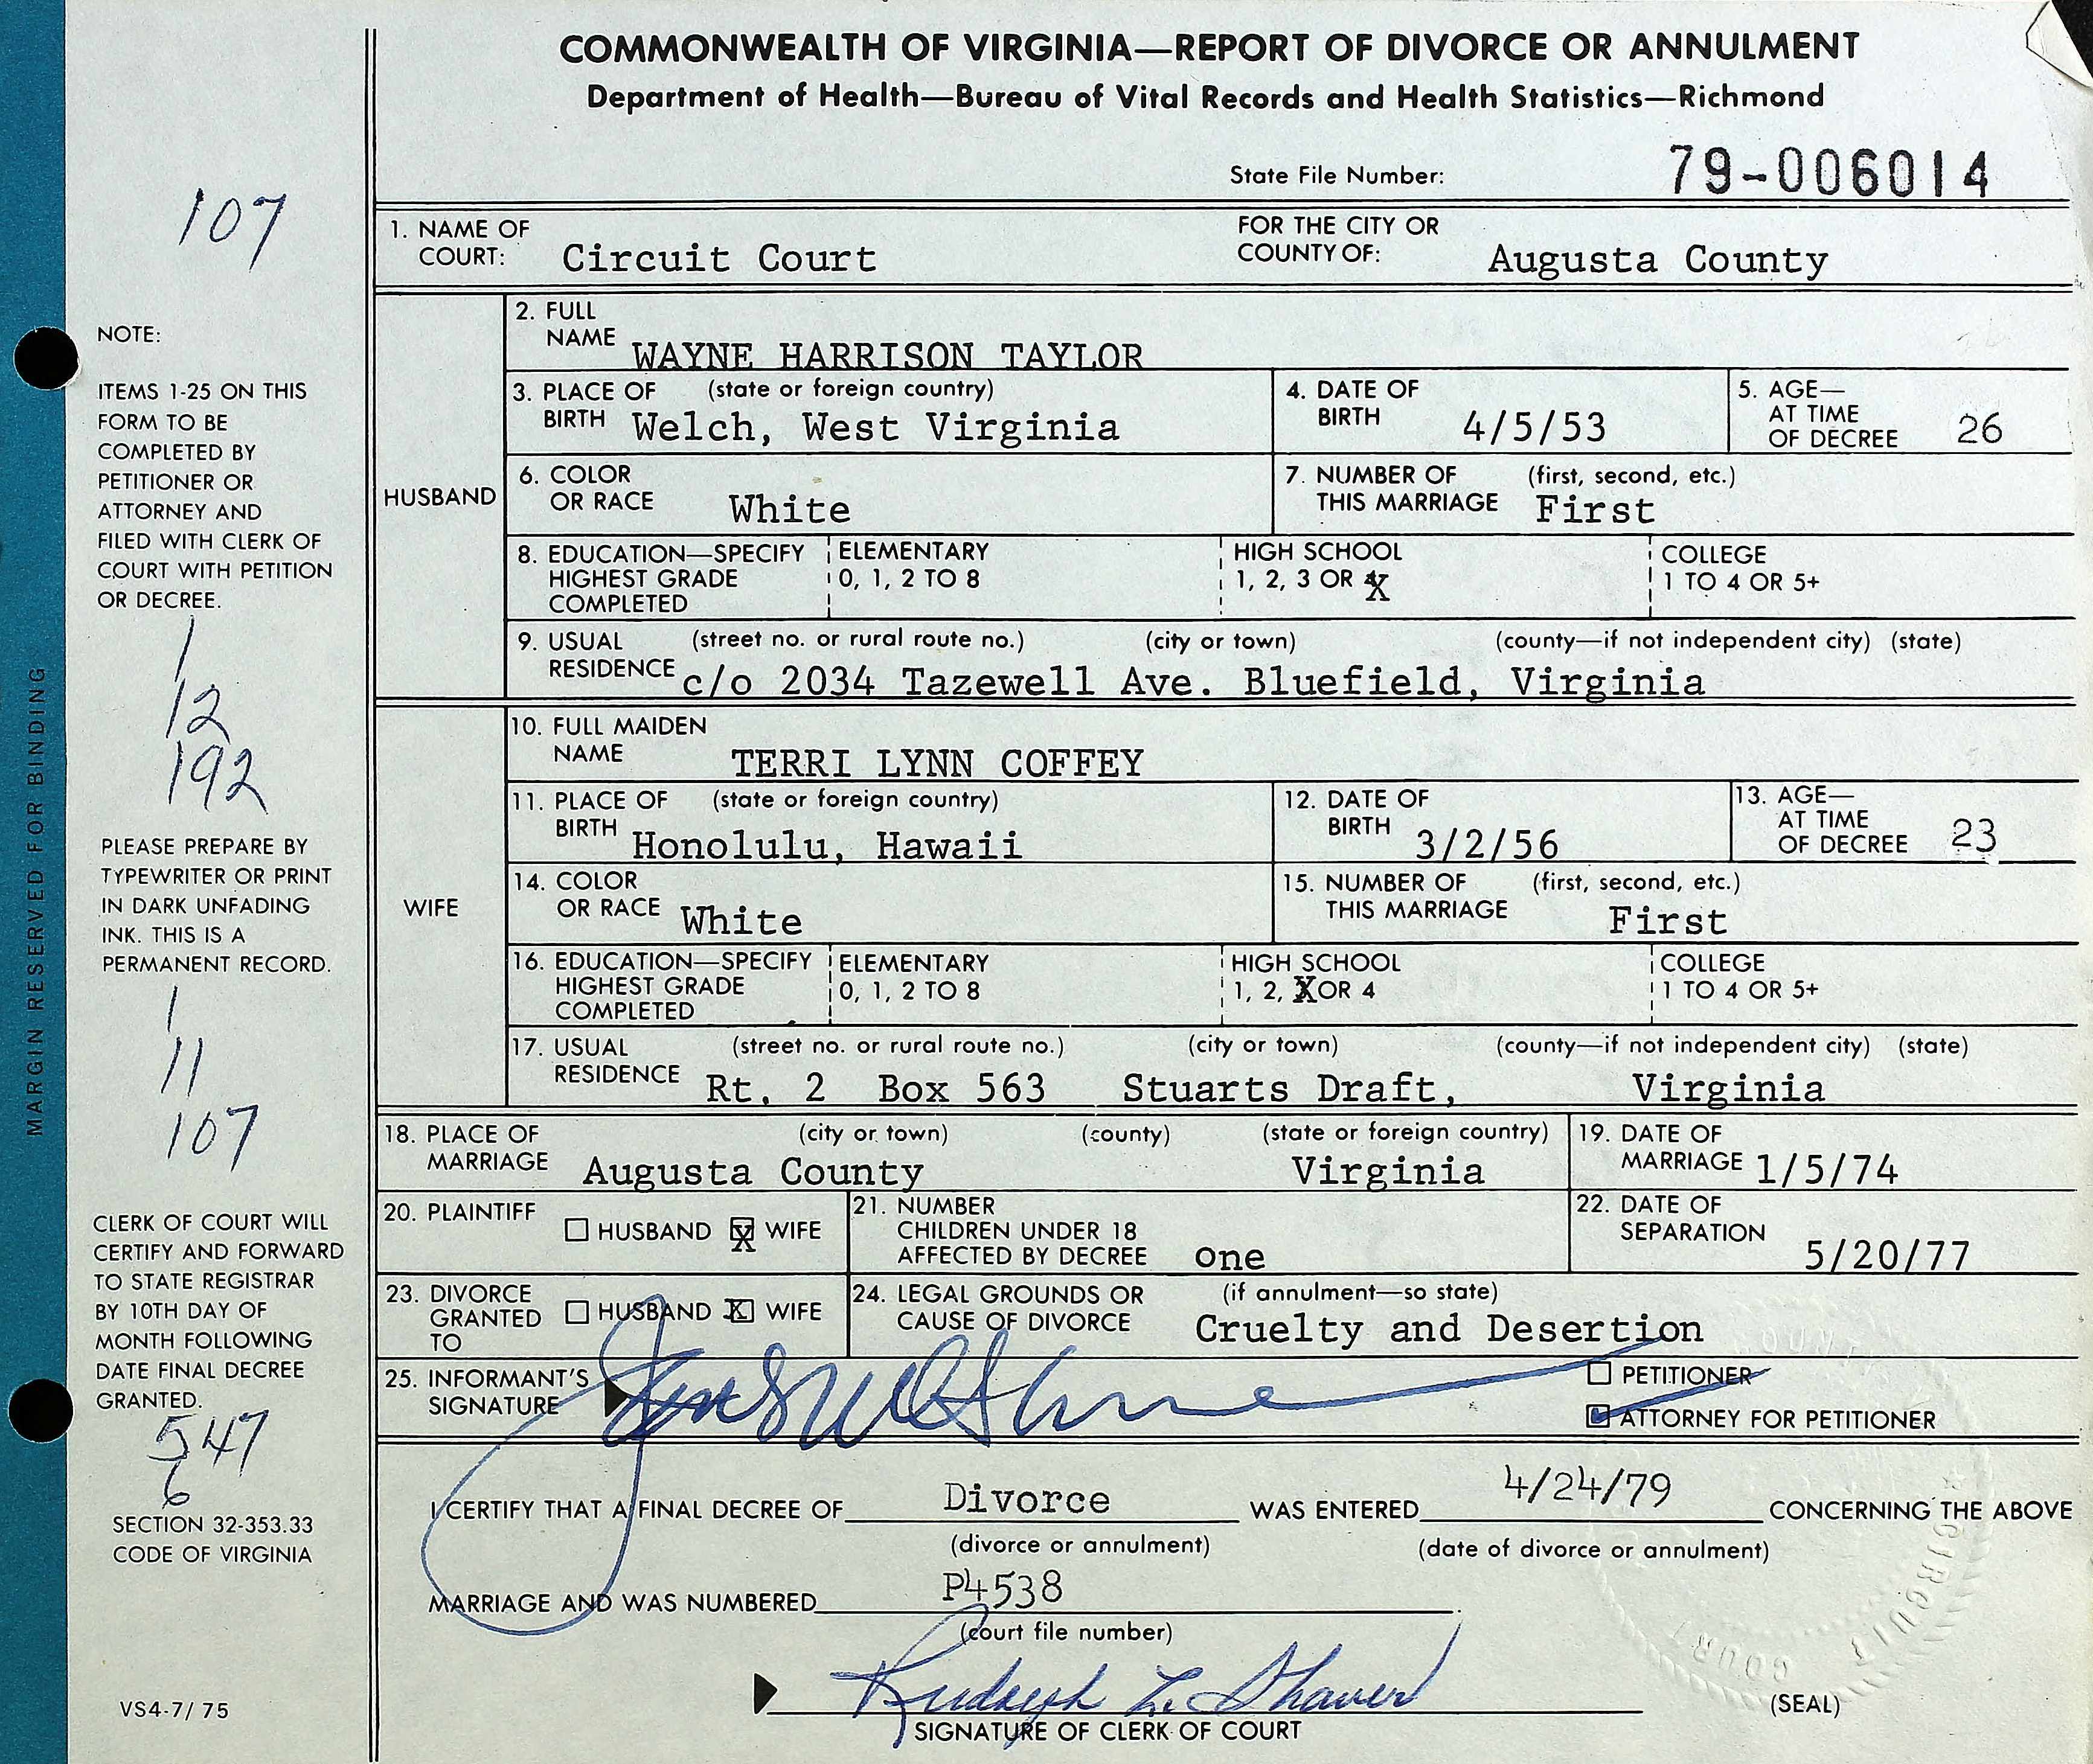 COMMONWEALTH OF VIRGINIA—REPORT OF DIVORCE OR ANNULMENT
Department of Health—Bureau of Vital Records and Health Statistics—Richmond
State File Number: 79-006014
107
1. NAME OF COURT: Circuit Court FOR THE CITY OR COUNTY OF: Augusta County
NOTE:
ITEMS 1-25 ON THIS
FORM TO BE
COMPLETED BY
PETITIONER OR
ATTORNEY AND
FILED WITH CLERK OF
COURT WITH PETITION
OR DECREE.
1
12
192
PLEASE PREPARE BY
TYPEWRITER OR PRINT
IN DARK UNFADING
INK. THIS IS A
PERMANENT RECORD.
1
11
107
CLERK OF COURT WILL
CERTIFY AND FORWARD
TO STATE REGISTRAR
BY 10TH DAY OF
MONTH FOLLOWING
DATE FINAL DECREE
GRANTED.
547
6
SECTION 32-353.33
CODE OF VIRGINIA
VS4-7/ 75
MARGIN RESERVED FOR BINDING
HUSBAND
2. FULL NAME WAYNE HARRISON TAYLOR
3. PLACE OF BIRTH (state or foreign country) Welch, West Virginia
4. DATE OF BIRTH 4/5/53
5. AGE— AT TIME OF DECREE 26
6. COLOR OR RACE White
7. NUMBER OF THIS MARRIAGE (first, second, etc.) First
8. EDUCATION—SPECIFY HIGHEST GRADE COMPLETED
ELEMENTARY 0, 1, 2 TO 8
HIGH SCHOOL 1, 2, 3 OR X
COLLEGE 1 TO 4 OR 5+
9. USUAL RESIDENCE (street no. or rural route no.) (city or town) (county—if not independent city) (state)
c/o 2034 Tazewell Ave. Bluefield, Virginia
WIFE
10. FULL MAIDEN NAME TERRI LYNN COFFEY
11. PLACE OF BIRTH (state or foreign country) Honolulu, Hawaii
12. DATE OF BIRTH 3/2/56
13. AGE— AT TIME OF DECREE 23
14. COLOR OR RACE White
15. NUMBER OF THIS MARRIAGE (first, second, etc.) First
16. EDUCATION—SPECIFY HIGHEST GRADE COMPLETED
ELEMENTARY 0, 1, 2 TO 8
HIGH SCHOOL 1, 2, X OR 4
COLLEGE 1 TO 4 OR 5+
17. USUAL RESIDENCE (street no. or rural route no.) (city or town) (county—if not independent city) (state)
Rt. 2 Box 563 Stuarts Draft, Virginia
18. PLACE OF MARRIAGE (city or town) (county) (state or foreign country)
Augusta County Virginia
19. DATE OF MARRIAGE 1/5/74
20. PLAINTIFF HUSBAND X WIFE
21. NUMBER CHILDREN UNDER 18 AFFECTED BY DECREE one
22. DATE OF SEPARATION 5/20/77
23. DIVORCE GRANTED TO HUSBAND X WIFE
24. LEGAL GROUNDS OR CAUSE OF DIVORCE (if annulment—so state) Cruelty and Desertion
25. INFORMANT'S SIGNATURE
PETITIONER
ATTORNEY FOR PETITIONER
I CERTIFY THAT A FINAL DECREE OF Divorce WAS ENTERED 4/24/79 CONCERNING THE ABOVE
(divorce or annulment) (date of divorce or annulment)
MARRIAGE AND WAS NUMBERED P4538
(court file number)
Rudolph L. Shaver
SIGNATURE OF CLERK OF COURT
(SEAL)
CIRCUIT COURT